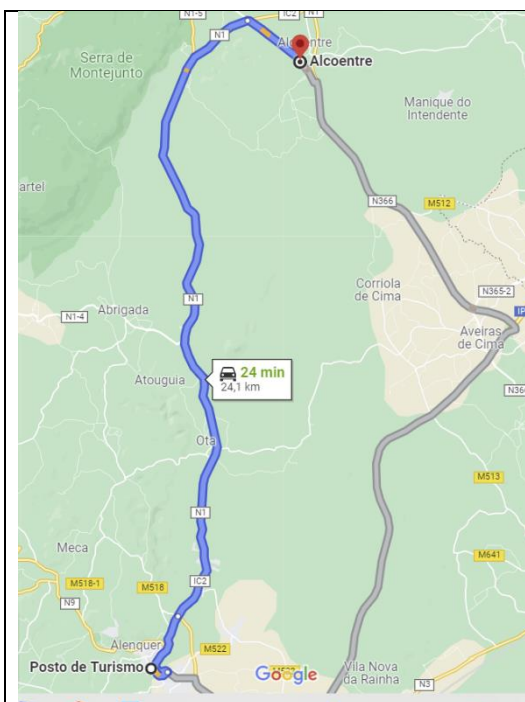 N1-5
IC2
N1
N1
Alcoentre
Alcoentre
Serra de
Montejunto
Manique do
Intendente
artel
N366
M512
Corriola
de Cima
N365-2
IP
N1
Abrigada
N1-4
Aveiras
de Cima
24 min
24,1 km
Atouguia
N36
Ota
M513
N1
Meca
M641
M518-1
M518
IC2
N9
Alenquer
M522
Posto de Turismo
Google
Vila Nova
da Rainha
N3